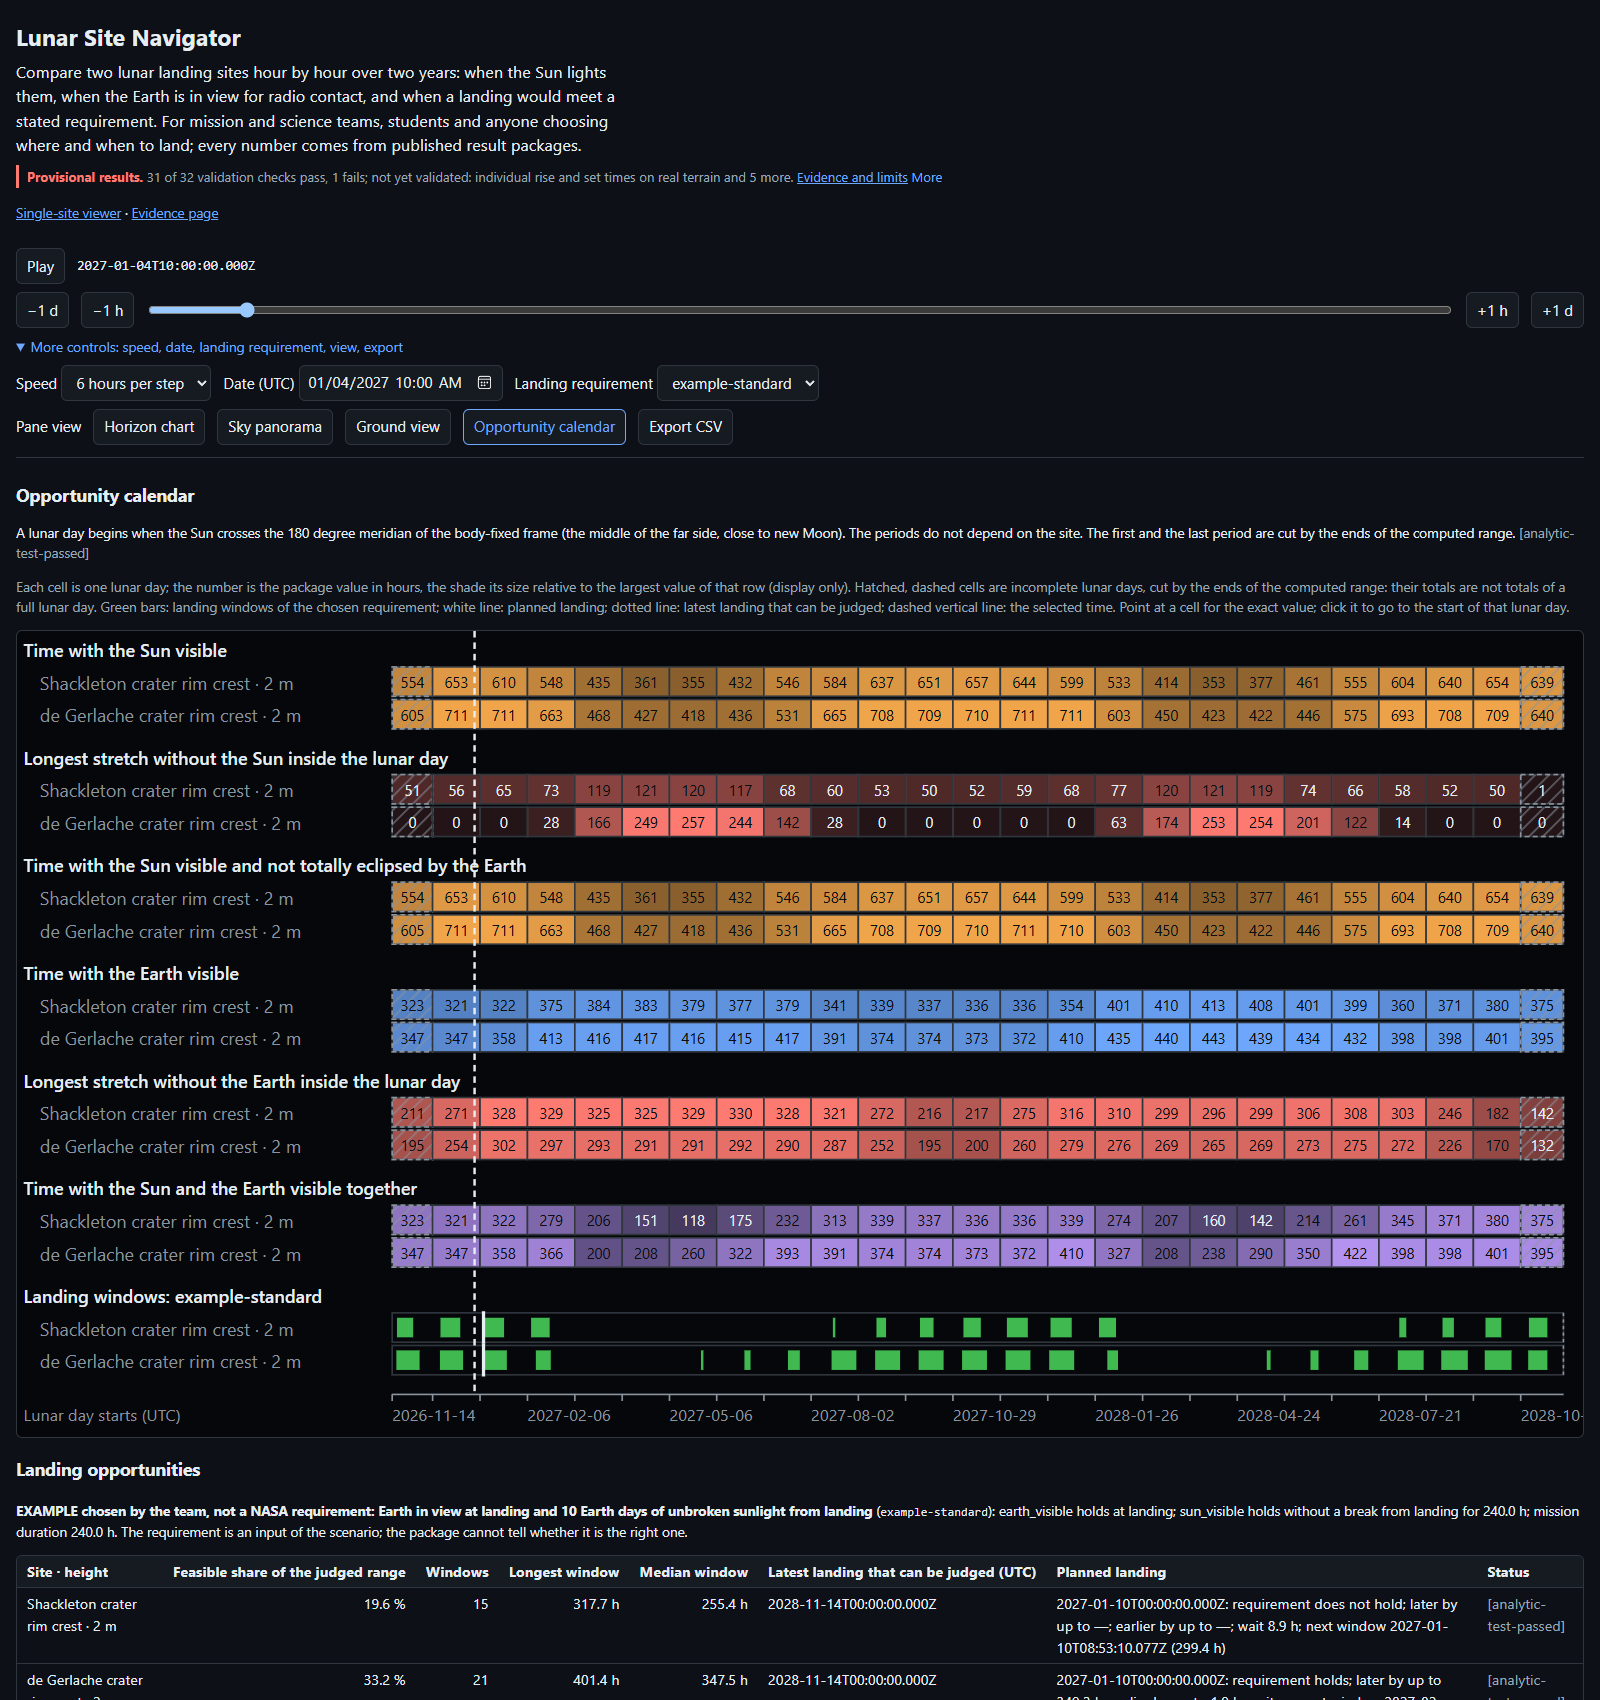 Lunar Site Navigator
Compare two lunar landing sites hour by hour over two years: when the Sun lights
them, when the Earth is in view for radio contact, and when a landing would meet a
stated requirement. For mission and science teams, students and anyone choosing
where and when to land; every number comes from published result packages.
Provisional results. 31 of 32 validation checks pass, 1 fails; not yet validated: individual rise and set times on real terrain and 5 more. Evidence and limits More
Single-site viewer · Evidence page
Play 2027-01-04T10:00:00.000Z
−1 d −1 h +1 h +1 d
▼ More controls: speed, date, landing requirement, view, export
Speed 6 hours per step Date (UTC) 01/04/2027 10:00 AM Landing requirement example-standard
Pane view Horizon chart Sky panorama Ground view Opportunity calendar Export CSV
Opportunity calendar
A lunar day begins when the Sun crosses the 180 degree meridian of the body-fixed frame (the middle of the far side, close to new Moon). The periods do not depend on the site. The first and the last period are cut by the ends of the computed range. [analytic-
test-passed]
Each cell is one lunar day; the number is the package value in hours, the shade its size relative to the largest value of that row (display only). Hatched, dashed cells are incomplete lunar days, cut by the ends of the computed range: their totals are not totals of a
full lunar day. Green bars: landing windows of the chosen requirement; white line: planned landing; dotted line: latest landing that can be judged; dashed vertical line: the selected time. Point at a cell for the exact value; click it to go to the start of that lunar day.
Time with the Sun visible
Shackleton crater rim crest · 2 m 554 653 610 548 435 361 355 432 546 584 637 651 657 644 599 533 414 353 377 461 555 604 640 654 639
de Gerlache crater rim crest · 2 m 605 711 711 663 468 427 418 436 531 665 708 709 710 711 711 603 450 423 422 446 575 693 708 709 640
Longest stretch without the Sun inside the lunar day
Shackleton crater rim crest · 2 m 51 56 65 73 119 121 120 117 68 60 53 50 52 59 68 77 120 121 119 74 66 58 52 50 1
de Gerlache crater rim crest · 2 m 0 0 0 28 166 249 257 244 142 28 0 0 0 0 0 63 174 253 254 201 122 14 0 0 0
Time with the Sun visible and not totally eclipsed by the Earth
Shackleton crater rim crest · 2 m 554 653 610 548 435 361 355 432 546 584 637 651 657 644 599 533 414 353 377 461 555 604 640 654 639
de Gerlache crater rim crest · 2 m 605 711 711 663 468 427 418 436 531 665 708 709 710 711 710 603 450 423 422 446 575 693 708 709 640
Time with the Earth visible
Shackleton crater rim crest · 2 m 323 321 322 375 384 383 379 377 379 341 339 337 336 336 354 401 410 413 408 401 399 360 371 380 375
de Gerlache crater rim crest · 2 m 347 347 358 413 416 417 416 415 417 391 374 374 373 372 410 435 440 443 439 434 432 398 398 401 395
Longest stretch without the Earth inside the lunar day
Shackleton crater rim crest · 2 m 211 271 328 329 325 325 329 330 328 321 272 216 217 275 316 310 299 296 299 306 308 303 246 182 142
de Gerlache crater rim crest · 2 m 195 254 302 297 293 291 291 292 290 287 252 195 200 260 279 276 269 265 269 273 275 272 226 170 132
Time with the Sun and the Earth visible together
Shackleton crater rim crest · 2 m 323 321 322 279 206 151 118 175 232 313 339 337 336 336 339 274 207 160 142 214 261 345 371 380 375
de Gerlache crater rim crest · 2 m 347 347 358 366 200 208 260 322 393 391 374 374 373 372 410 327 208 238 290 350 422 398 398 401 395
Landing windows: example-standard
Shackleton crater rim crest · 2 m
de Gerlache crater rim crest · 2 m
Lunar day starts (UTC) 2026-11-14 2027-02-06 2027-05-06 2027-08-02 2027-10-29 2028-01-26 2028-04-24 2028-07-21 2028-10-
Landing opportunities
EXAMPLE chosen by the team, not a NASA requirement: Earth in view at landing and 10 Earth days of unbroken sunlight from landing (example-standard): earth_visible holds at landing; sun_visible holds without a break from landing for 240.0 h; mission
duration 240.0 h. The requirement is an input of the scenario; the package cannot tell whether it is the right one.
Site · height Feasible share of the judged range Windows Longest window Median window Latest landing that can be judged (UTC) Planned landing Status
Shackleton crater 19.6 % 15 317.7 h 255.4 h 2028-11-14T00:00:00.000Z 2027-01-10T00:00:00.000Z: requirement does not hold; later by [analytic-
rim crest · 2 m up to —; earlier by up to —; wait 8.9 h; next window 2027-01- test-passed]
10T08:53:10.077Z (299.4 h)
de Gerlache crater 33.2 % 21 401.4 h 347.5 h 2028-11-14T00:00:00.000Z 2027-01-10T00:00:00.000Z: requirement holds; later by up to [analytic-